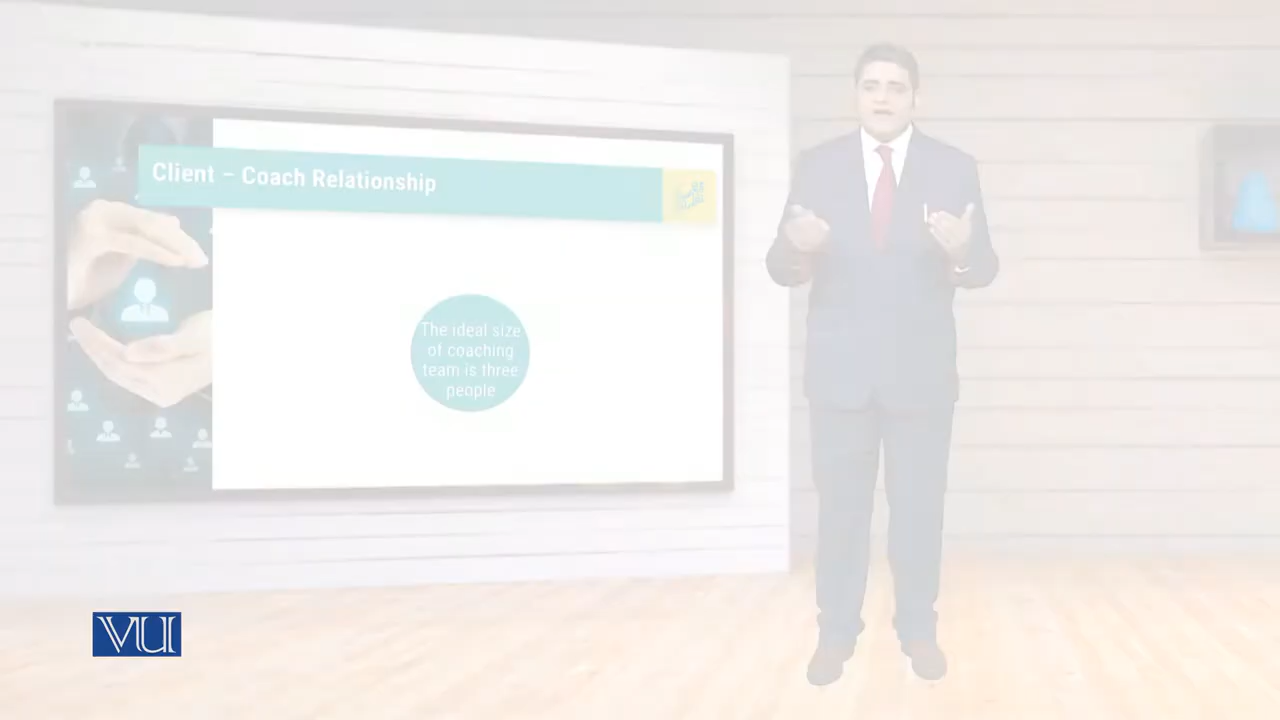 Client – Coach Relationship
The ideal size
of coaching
team is three
people
VU